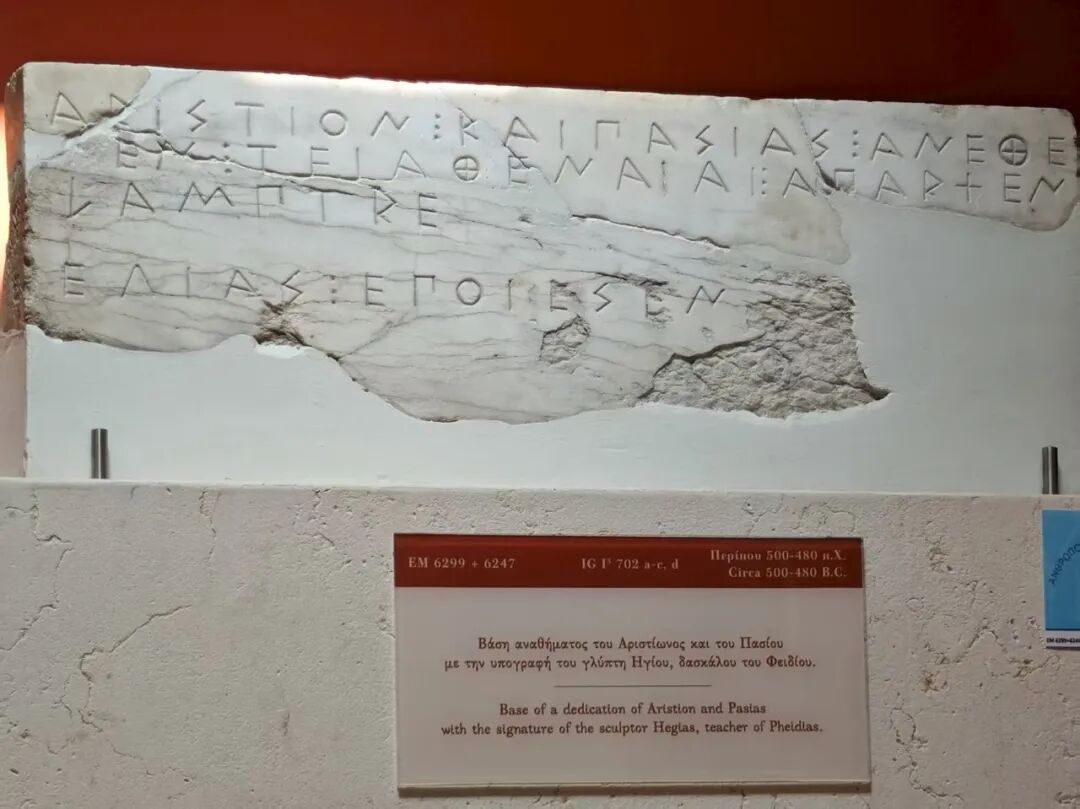 ΑΡΙΣΤΙΟΝ⋮ΚΑΙΠΑΣΙΑΣ⋮ΑΝΕΘΕ
ΕΝ⋮ΤΕΙΑΘΕΝΑΙΑΙ⋮ΑΠΑΡΧΕΝ
ΛΑΜΠΤΡΕ
ΕΓΙΑΣ⋮ΕΠΟΙΕΣΕΝ
EM 6299 + 6247
IG I³ 702 a-c, d
Περίπου 500-480 π.Χ.
Circa 500-480 B.C.
Βάση αναθήματος του Αριστίωνος και του Πασίου
με την υπογραφή του γλύπτη Ηγίου, δασκάλου του Φειδίου.
Base of a dedication of Aristion and Pasias
with the signature of the sculptor Hegias, teacher of Pheidias.